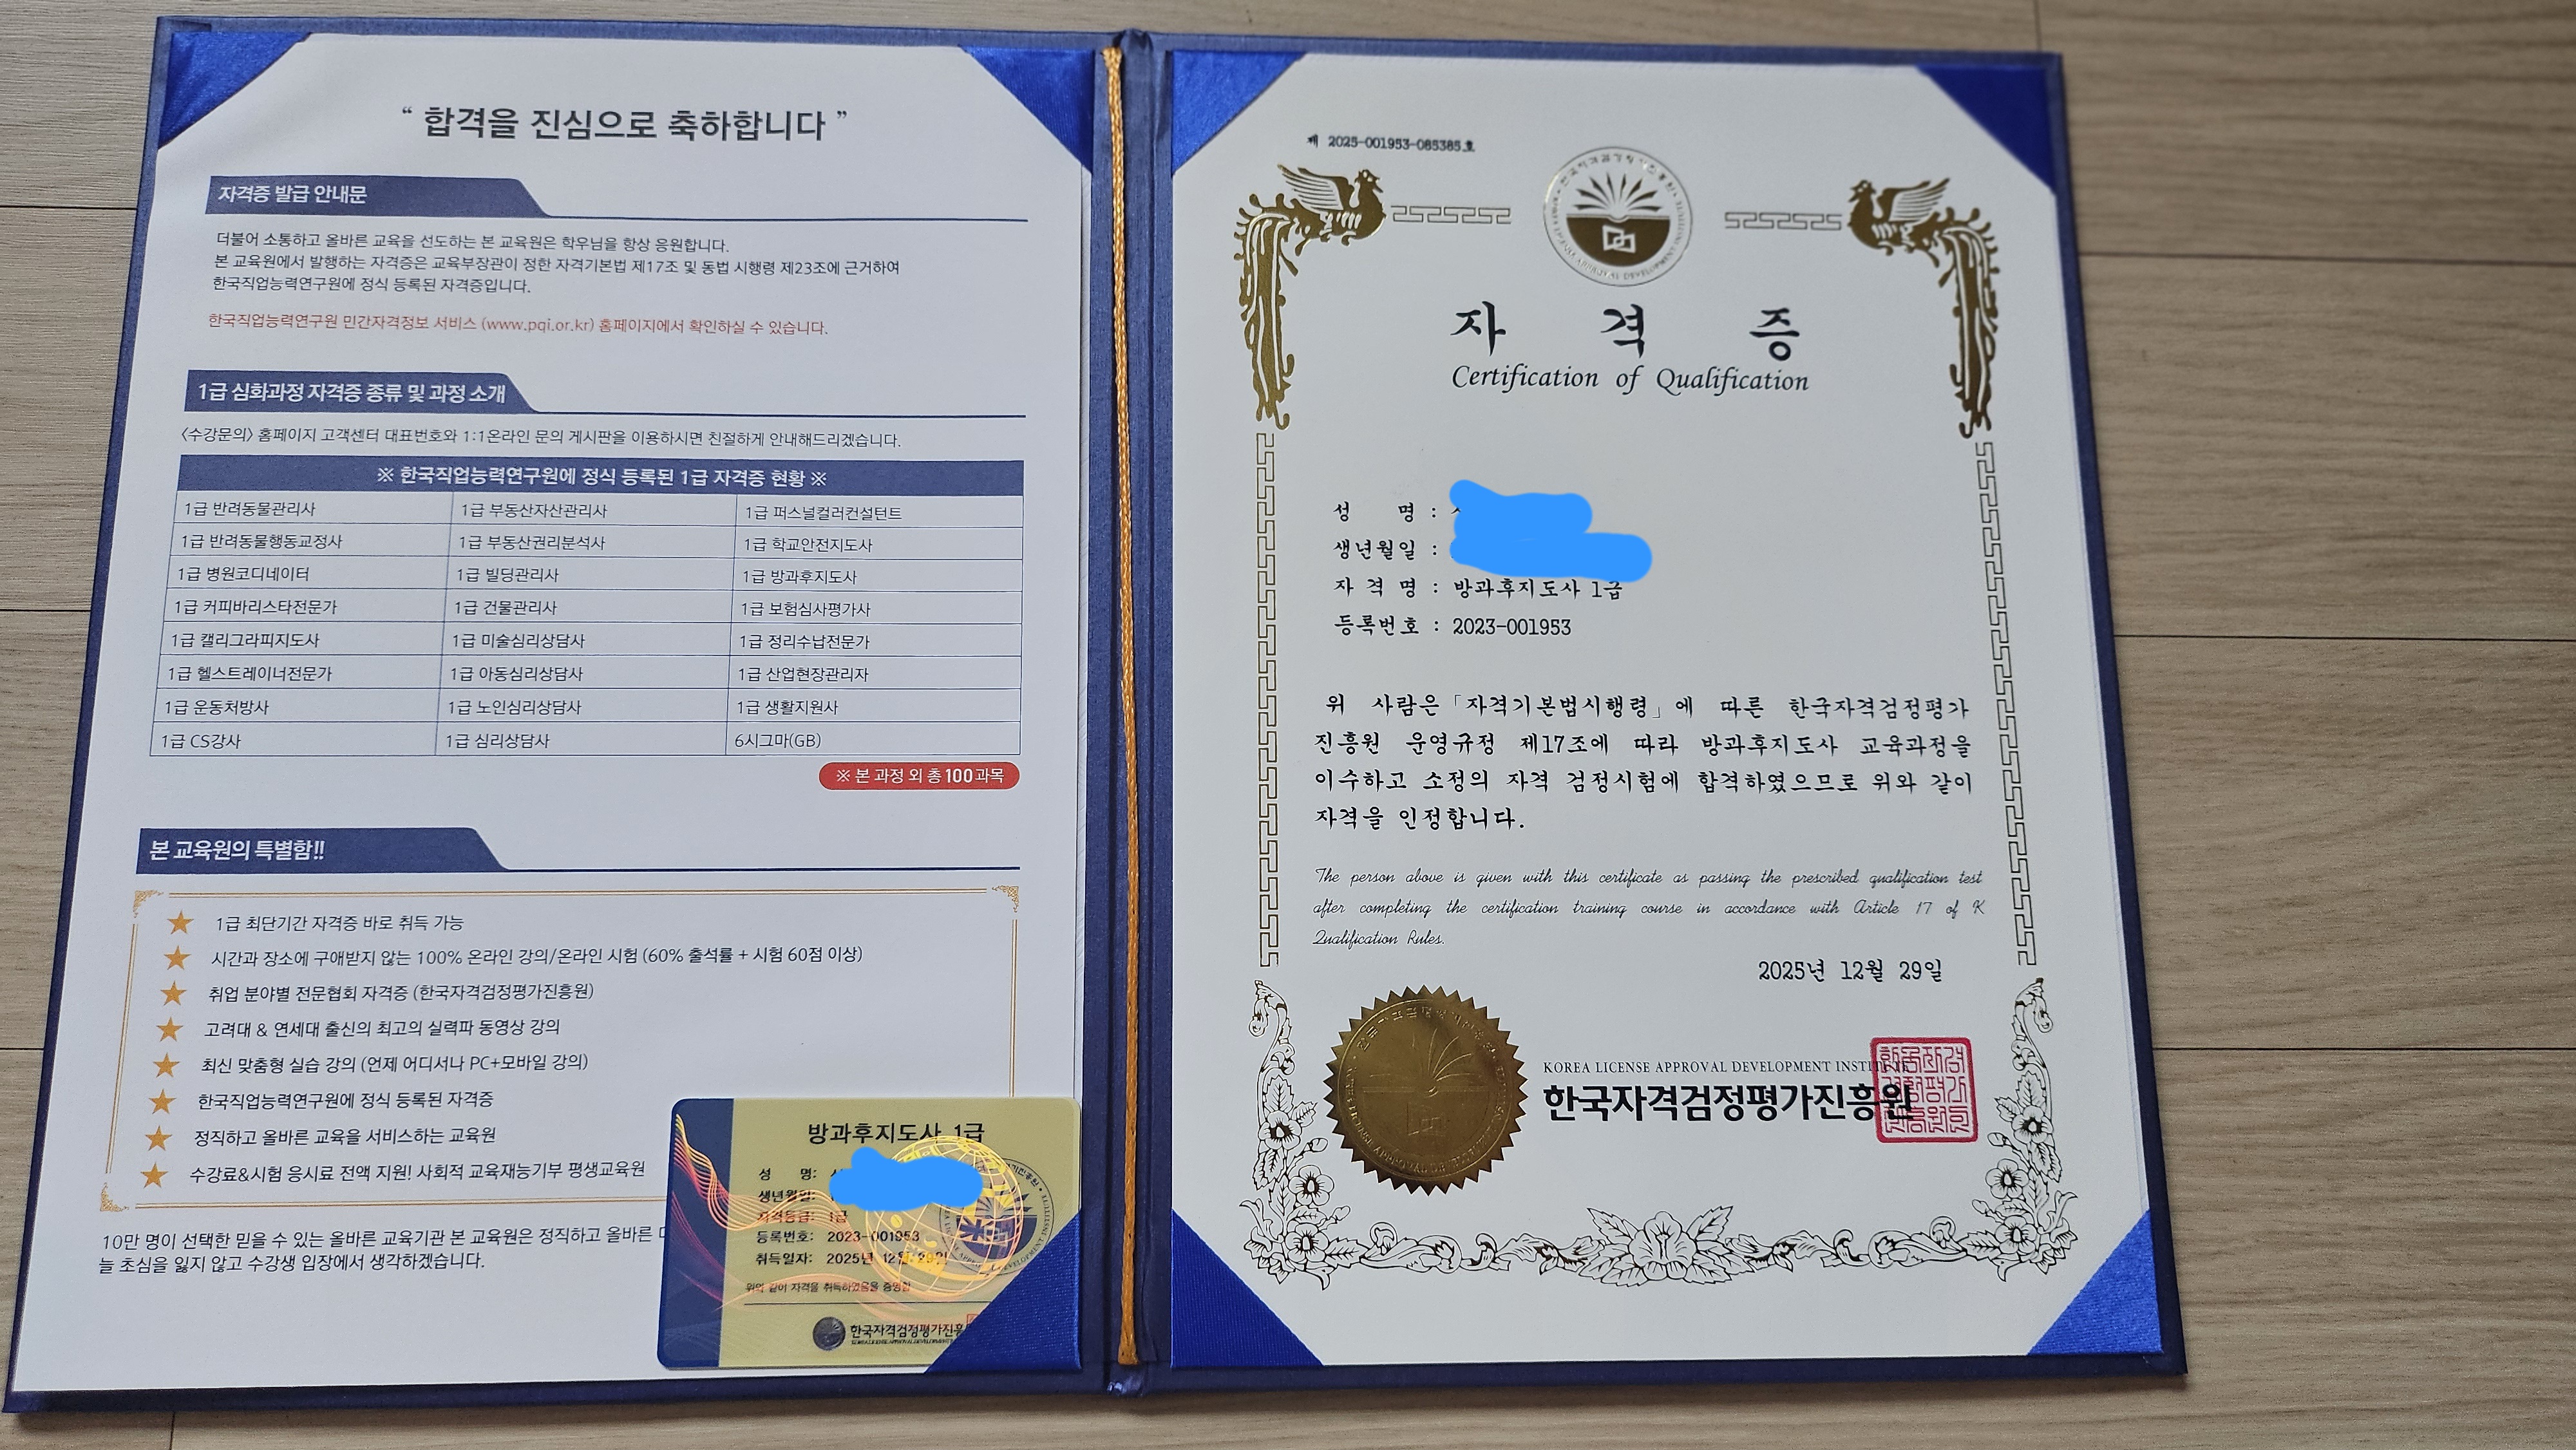 “ 합격을 진심으로 축하합니다 ”
자격증 발급 안내문
더불어 소통하고 올바른 교육을 선도하는 본 교육원은 학우님을 항상 응원합니다.
본 교육원에서 발행하는 자격증은 교육부장관이 정한 자격기본법 제17조 및 동법 시행령 제23조에 근거하여
한국직업능력연구원에 정식 등록된 자격증입니다.
한국직업능력연구원 민간자격정보 서비스 (www.pqi.or.kr) 홈페이지에서 확인하실 수 있습니다.
1급 심화과정 자격증 종류 및 과정 소개
<수강문의> 홈페이지 고객센터 대표번호와 1:1온라인 문의 게시판을 이용하시면 친절하게 안내해드리겠습니다.
※ 한국직업능력연구원에 정식 등록된 1급 자격증 현황 ※
1급 반려동물관리사 1급 부동산자산관리사 1급 퍼스널컬러컨설턴트
1급 반려동물행동교정사 1급 부동산권리분석사 1급 학교안전지도사
1급 병원코디네이터 1급 빌딩관리사 1급 방과후지도사
1급 커피바리스타전문가 1급 건물관리사 1급 보험심사평가사
1급 캘리그라피지도사 1급 미술심리상담사 1급 정리수납전문가
1급 헬스트레이너전문가 1급 아동심리상담사 1급 산업현장관리자
1급 운동처방사 1급 노인심리상담사 1급 생활지원사
1급 CS강사 1급 심리상담사 6시그마(GB)
※ 본 과정 외 총 100과목
본 교육원의 특별함!!
1급 최단기간 자격증 바로 취득 가능
시간과 장소에 구애받지 않는 100% 온라인 강의/온라인 시험 (60% 출석률 + 시험 60점 이상)
취업 분야별 전문협회 자격증 (한국자격검정평가진흥원)
고려대 & 연세대 출신의 최고의 실력파 동영상 강의
최신 맞춤형 실습 강의 (언제 어디서나 PC+모바일 강의)
한국직업능력연구원에 정식 등록된 자격증
정직하고 올바른 교육을 서비스하는 교육원
수강료&시험 응시료 전액 지원! 사회적 교육재능기부 평생교육원
10만 명이 선택한 믿을 수 있는 올바른 교육기관 본 교육원은 정직하고 올바른
늘 초심을 잃지 않고 수강생 입장에서 생각하겠습니다.
방과후지도사 1급
성 명:
생년월일:
자격등급: 1급
등록번호: 2023-001953
취득일자: 2025년 12월 29일
위와 같이 자격을 취득하였음을 증명함
한국자격검정평가진흥
제 2025-001953-085385호
자격증
Certification of Qualification
성 명 :
생년월일 :
자격명 : 방과후지도사 1급
등록번호 : 2023-001953
위 사람은 「자격기본법시행령」에 따른 한국자격검정평가
진흥원 운영규정 제17조에 따라 방과후지도사 교육과정을
이수하고 소정의 자격 검정시험에 합격하였으므로 위와 같이
자격을 인정합니다.
The person above is given with this certificate as passing the prescribed qualification test
after completing the certification training course in accordance with Article 17 of K
Qualification Rules.
2025년 12월 29일
KOREA LICENSE APPROVAL DEVELOPMENT INSTITUTE
한국자격검정평가진흥원